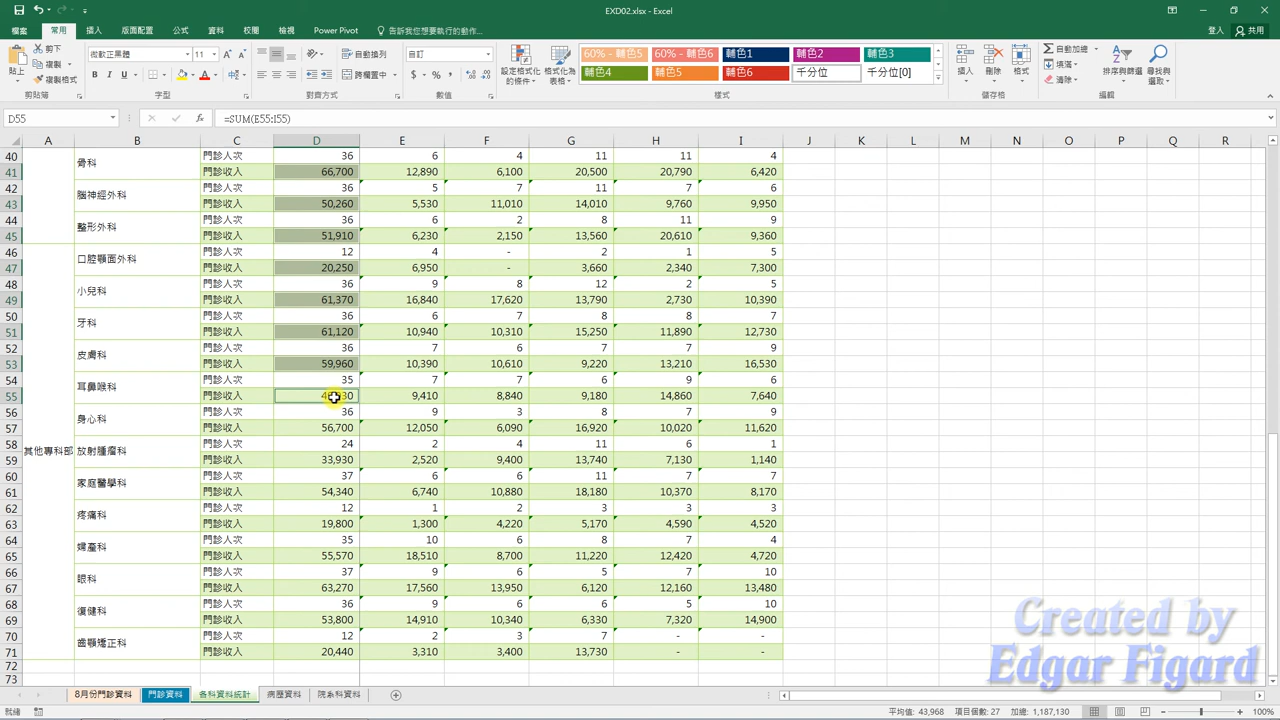 EXD02.xlsx - Excel
登入 共用
檔案 常用 插入 版面配置 公式 資料 校閱 檢視 Power Pivot 告訴我您想要執行的動作...
剪下 11 A A 自動換列 自訂 60% - 輔色5 60% - 輔色6 輔色1 輔色2 輔色3
貼上 複製格式 B 跨欄置中 $ % 設定格式化的條件 格式化為表格 輔色4 輔色5 輔色6 千分位 千分位[0] 插入 刪除 格式 填滿 清除 排序與篩選 尋找與選取
剪貼簿 字型 對齊方式 數值 樣式 儲存格 編輯
D55 fx =SUM(E55:I55)
A B C D E F G H I J K L M N O P Q R
40 骨科 門診人次 36 6 4 11 11 4
41 門診收入 66,700 12,890 6,100 20,500 20,790 6,420
42 腦神經外科 門診人次 36 5 7 11 7 6
43 門診收入 50,260 5,530 11,010 14,010 9,760 9,950
44 整形外科 門診人次 36 6 2 8 11 9
45 門診收入 51,910 6,230 2,150 13,560 20,610 9,360
46 口腔顎面外科 門診人次 12 4 - 2 1 5
47 門診收入 20,250 6,950 - 3,660 2,340 7,300
48 小兒科 門診人次 36 9 8 12 2 5
49 門診收入 61,370 16,840 17,620 13,790 2,730 10,390
50 牙科 門診人次 36 6 7 8 8 7
51 門診收入 61,120 10,940 10,310 15,250 11,890 12,730
52 皮膚科 門診人次 36 7 6 7 7 9
53 門診收入 59,960 10,390 10,610 9,220 13,210 16,530
54 耳鼻喉科 門診人次 35 7 7 6 9 6
55 門診收入 9,410 8,840 9,180 14,860 7,640
56 身心科 門診人次 36 9 3 8 7 9
57 門診收入 56,700 12,050 6,090 16,920 10,020 11,620
58 其他專科部 放射腫瘤科 門診人次 24 2 4 11 6 1
59 門診收入 33,930 2,520 9,400 13,740 7,130 1,140
60 家庭醫學科 門診人次 37 6 6 11 7 7
61 門診收入 54,340 6,740 10,880 18,180 10,370 8,170
62 疼痛科 門診人次 12 1 2 3 3 3
63 門診收入 19,800 1,300 4,220 5,170 4,590 4,520
64 婦產科 門診人次 35 10 6 8 7 4
65 門診收入 55,570 18,510 8,700 11,220 12,420 4,720
66 眼科 門診人次 37 9 6 5 7 10
67 門診收入 63,270 17,560 13,950 6,120 12,160 13,480
68 復健科 門診人次 36 9 6 6 5 10
69 門診收入 53,800 14,910 10,340 6,330 7,320 14,900
70 齒顎矯正科 門診人次 12 2 3 7 - -
71 門診收入 20,440 3,310 3,400 13,730 - -
72
73
Created by
Edgar Figard
8月份門診資料 門診資料 各科資料統計 病歷資料 院系科資料
就緒 平均值: 43,968 項目個數: 27 加總: 1,187,130 100%